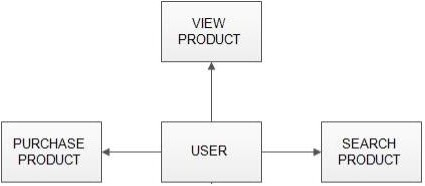 VIEW
PRODUCT
PURCHASE
PRODUCT
USER
SEARCH
PRODUCT